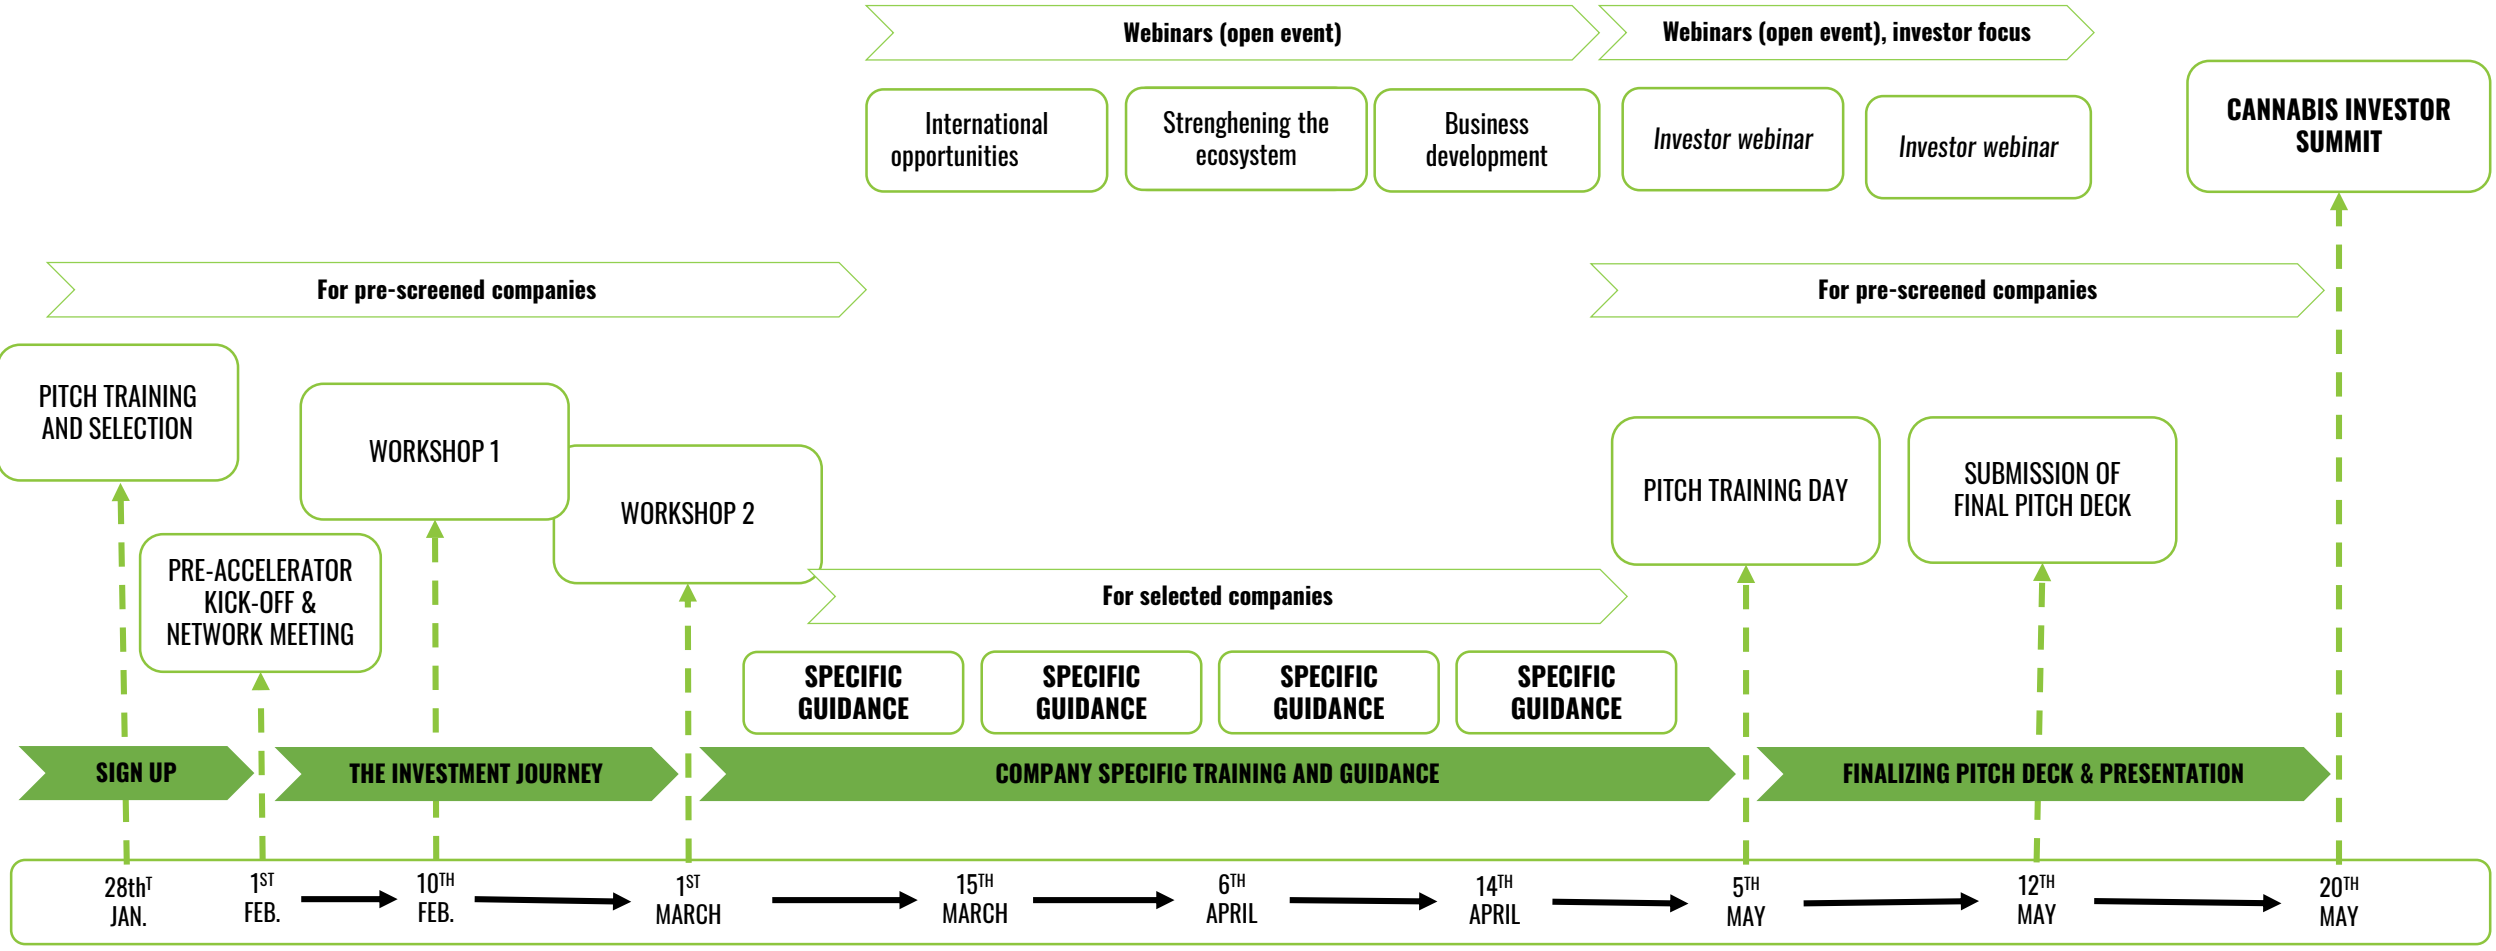 Webinars (open event)
Webinars (open event), investor focus
International
opportunities
Strenghening the
ecosystem
Business
development
Investor webinar
Investor webinar
CANNABIS INVESTOR
SUMMIT
For pre-screened companies
For pre-screened companies
PITCH TRAINING
AND SELECTION
PRE-ACCELERATOR
KICK-OFF &
NETWORK MEETING
WORKSHOP 1
WORKSHOP 2
PITCH TRAINING DAY
SUBMISSION OF
FINAL PITCH DECK
For selected companies
SPECIFIC
GUIDANCE
SPECIFIC
GUIDANCE
SPECIFIC
GUIDANCE
SPECIFIC
GUIDANCE
SIGN UP
THE INVESTMENT JOURNEY
COMPANY SPECIFIC TRAINING AND GUIDANCE
FINALIZING PITCH DECK & PRESENTATION
28thT
JAN.
1ST
FEB.
10TH
FEB.
1ST
MARCH
15TH
MARCH
6TH
APRIL
14TH
APRIL
5TH
MAY
12TH
MAY
20TH
MAY